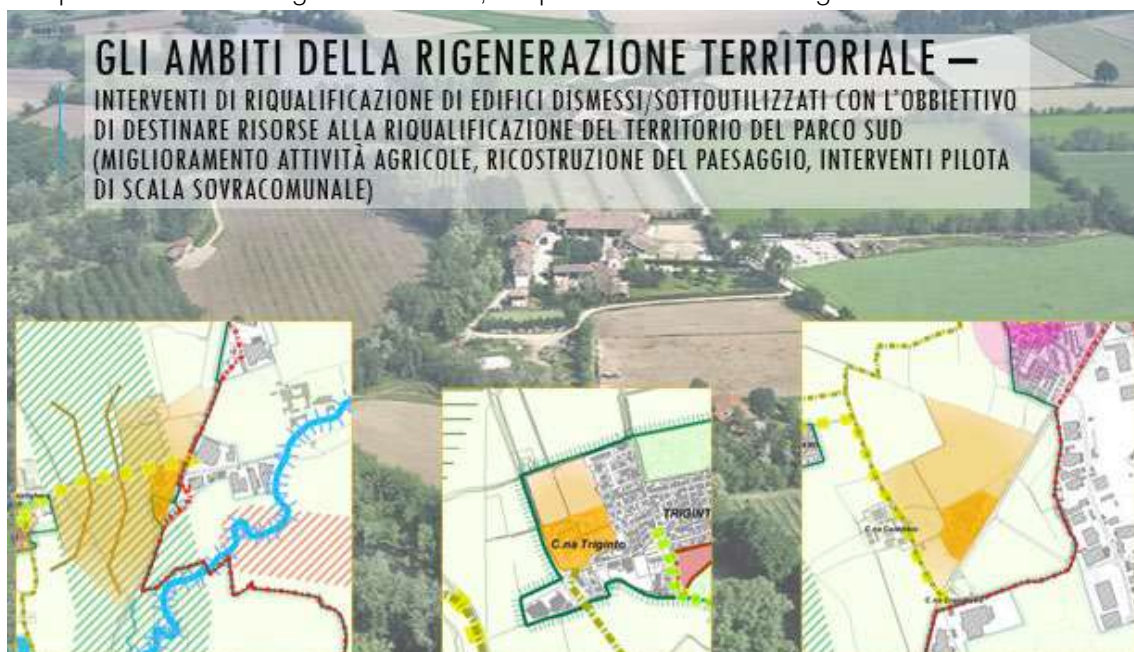 GLI AMBITI DELLA RIGENERAZIONE TERRITORIALE –
INTERVENTI DI RIQUALIFICAZIONE DI EDIFICI DISMESSI/SOTTOUTILIZZATI CON L'OBBIETTIVO
DI DESTINARE RISORSE ALLA RIQUALIFICAZIONE DEL TERRITORIO DEL PARCO SUD
(MIGLIORAMENTO ATTIVITÀ AGRICOLE, RICOSTRUZIONE DEL PAESAGGIO, INTERVENTI PILOTA
DI SCALA SOVRACOMUNALE)
TRIGINT
C.na Triginto